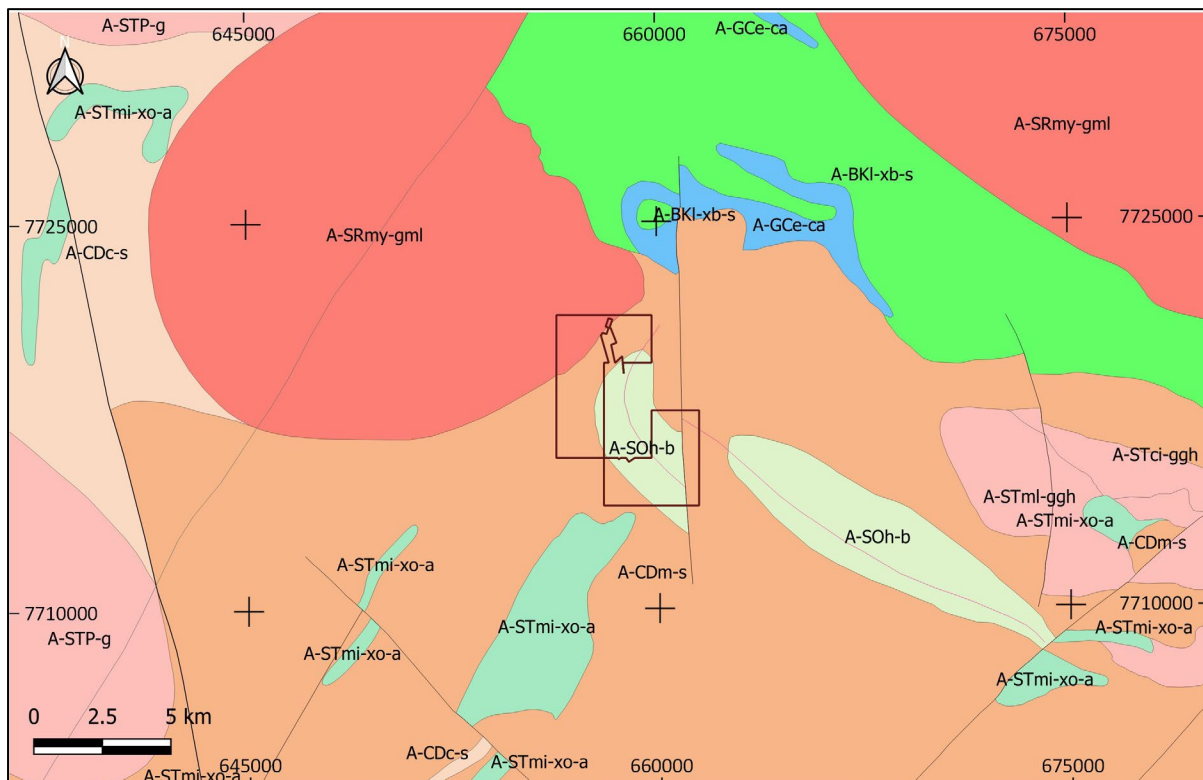 A-STP-g
645000
660000
A-GCe-ca
675000
N
A-STmi-xo-a
A-SRmy-gml
A-BKl-xb-s
A-BKl-xb-s
A-GCe-ca
7725000
7725000
A-SRmy-gml
A-CDc-s
A-SOh-b
A-STci-ggh
A-STml-ggh
A-STmi-xo-a
A-SOh-b
A-CDm-s
A-STmi-xo-a
A-CDm-s
7710000
7710000
A-STmi-xo-a
A-STmi-xo-a
A-STP-g
A-STmi-xo-a
A-STmi-xo-a
0 2.5 5 km
A-CDc-s
A-STmi-xo-a
645000
660000
675000
A-STmi-xo-a